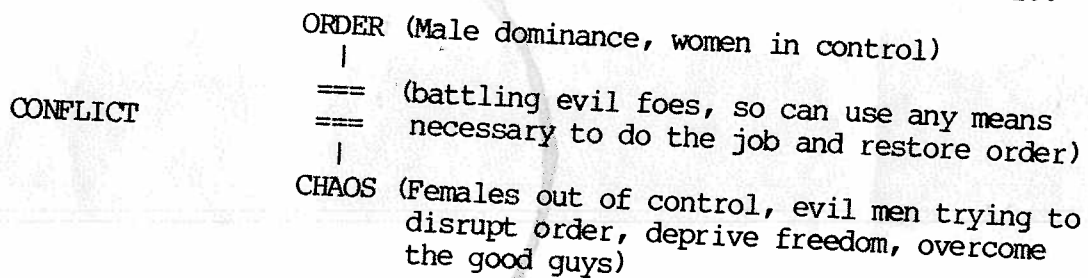 ORDER (Male dominance, women in control)
|
CONFLICT === (battling evil foes, so can use any means
=== necessary to do the job and restore order)
|
CHAOS (Females out of control, evil men trying to
disrupt order, deprive freedom, overcome
the good guys)